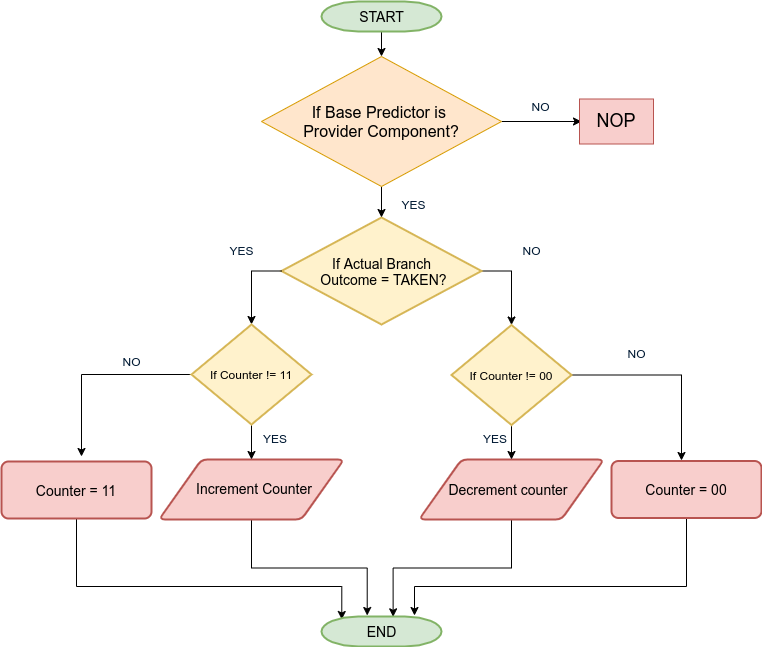 START
If Base Predictor is
Provider Component?
NO
NOP
YES
YES
If Actual Branch
Outcome = TAKEN?
NO
NO
If Counter != 11
If Counter != 00
NO
YES
YES
Counter = 11
Increment Counter
Decrement counter
Counter = 00
END